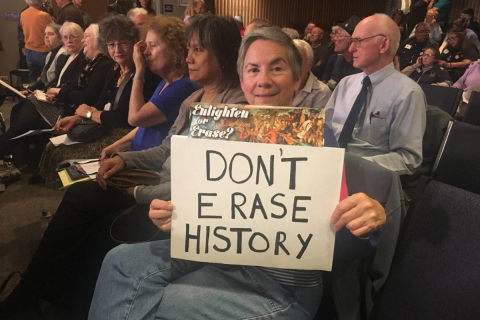 Enlighten
or
Erase?
DON'T
ERASE
HISTORY